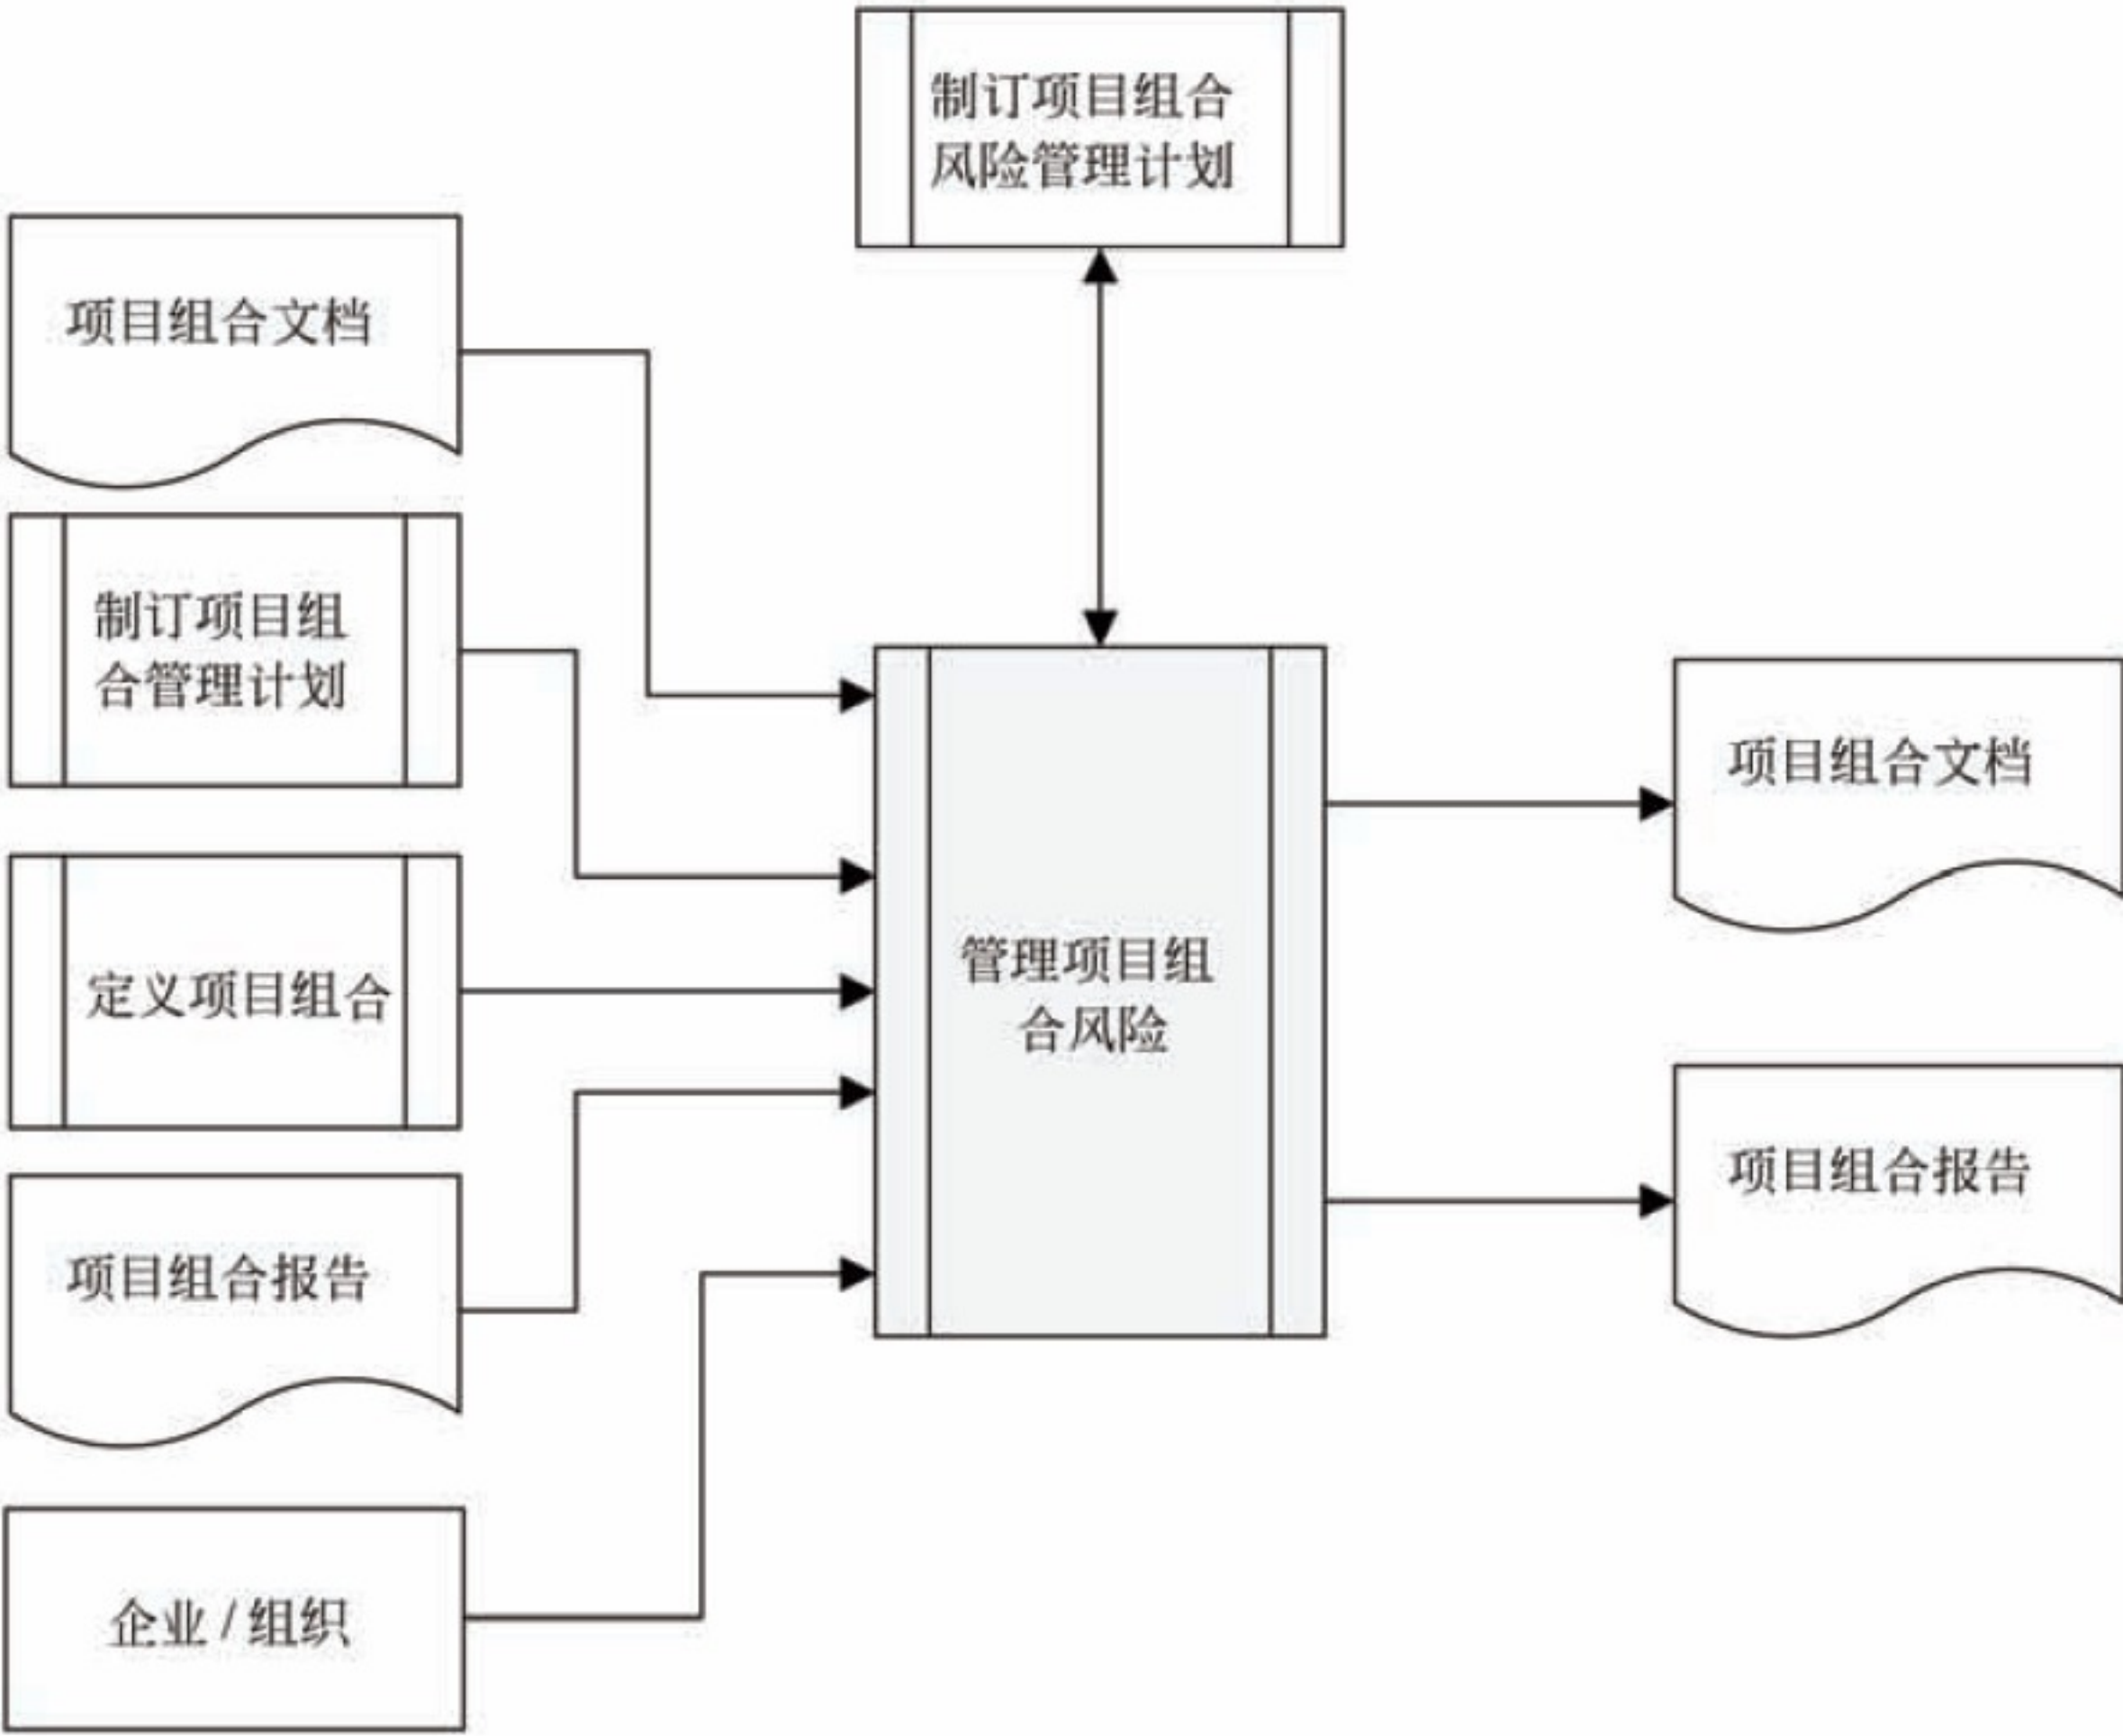 制订项目组合
风险管理计划
项目组合文档
制订项目组
合管理计划
定义项目组合
项目组合报告
企业 / 组织
管理项目组
合风险
项目组合文档
项目组合报告